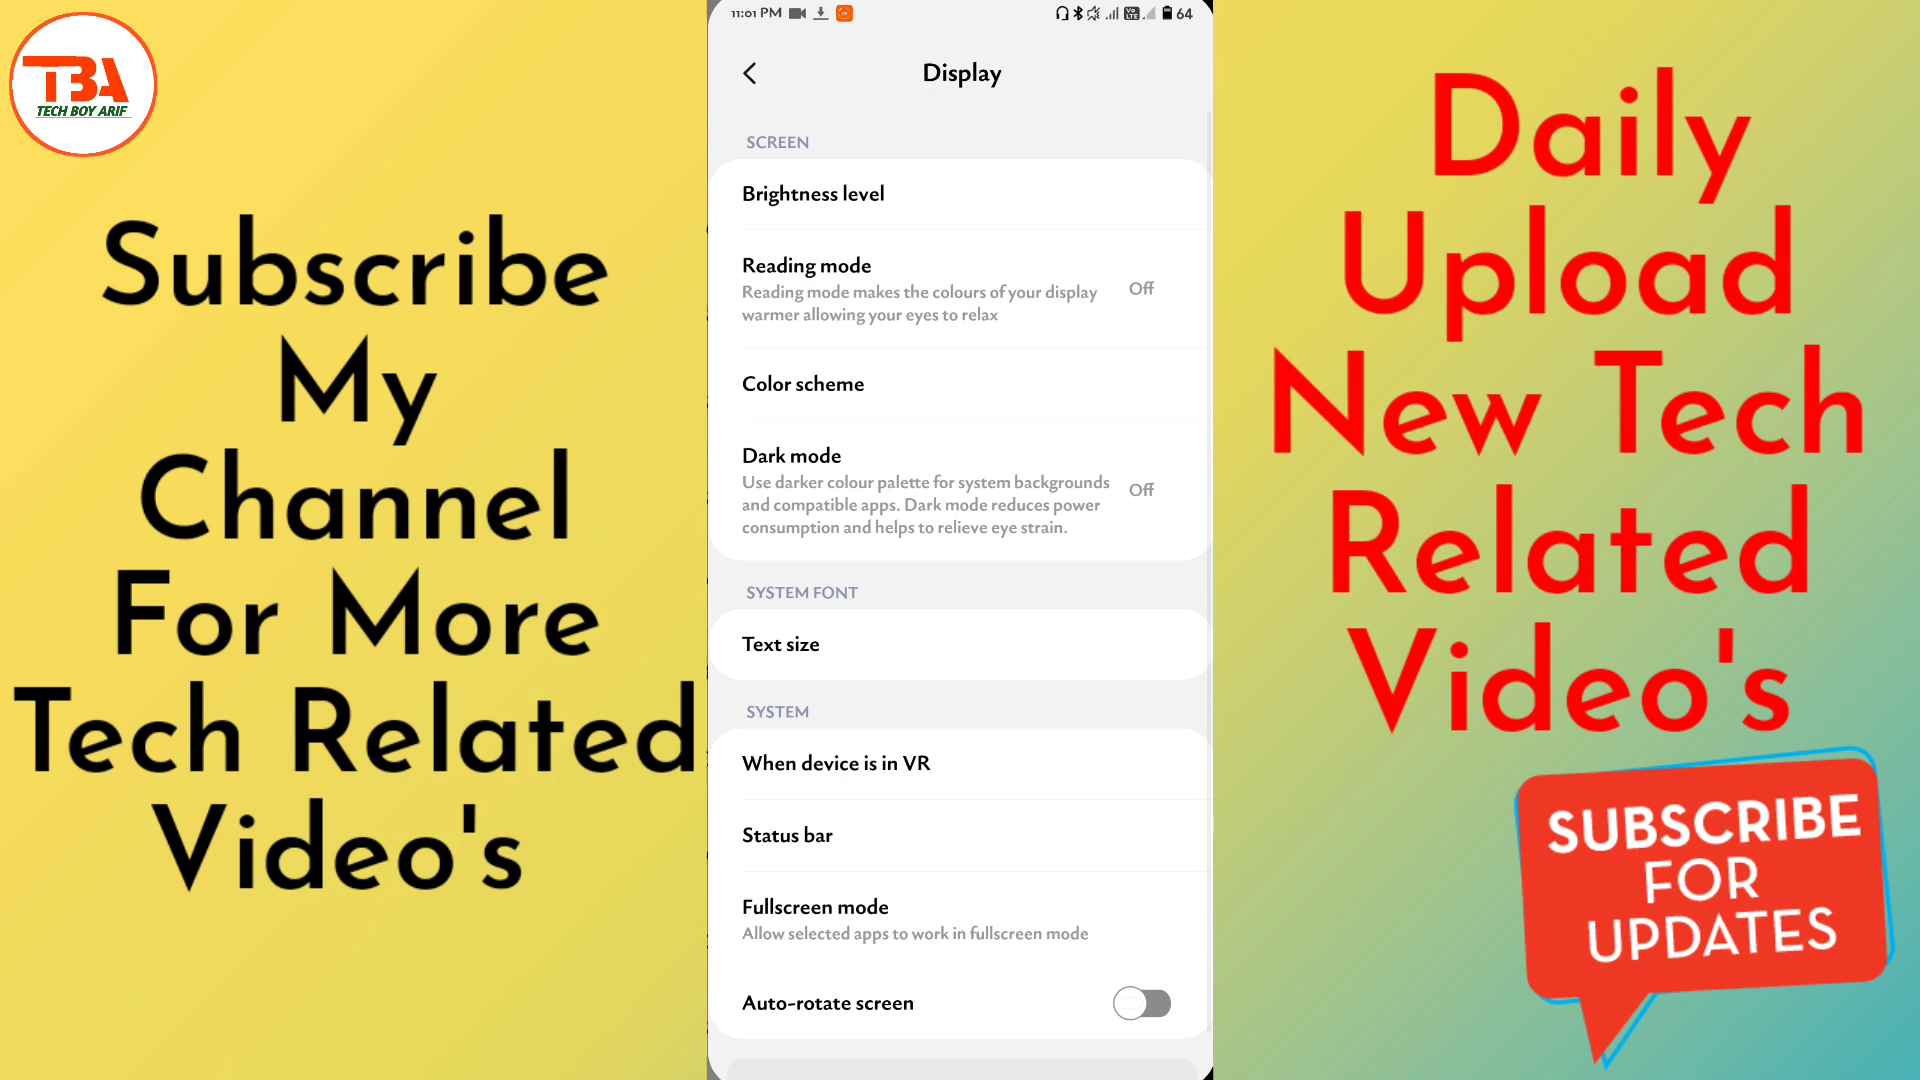 TBA
TECH BOY ARIF
Subscribe
My
Channel
For More
Tech Related
Video's
11:01 PM
64
Display
SCREEN
Brightness level
Reading mode
Reading mode makes the colours of your display
warmer allowing your eyes to relax
Off
Color scheme
Dark mode
Use darker colour palette for system backgrounds
and compatible apps. Dark mode reduces power
consumption and helps to relieve eye strain.
Off
SYSTEM FONT
Text size
SYSTEM
When device is in VR
Status bar
Fullscreen mode
Allow selected apps to work in fullscreen mode
Auto-rotate screen
Daily
Upload
New Tech
Related
Video's
SUBSCRIBE
FOR
UPDATES